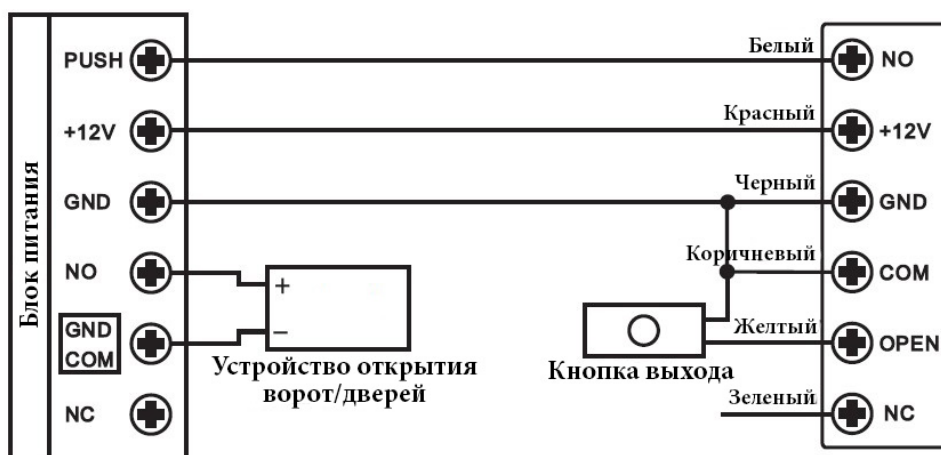 Блок питания
PUSH
+12V
GND
NO
GND
COM
NC
+
−
Устройство открытия
ворот/дверей
Кнопка выхода
Белый
Красный
Черный
Коричневый
Желтый
Зеленый
NO
+12V
GND
COM
OPEN
NC